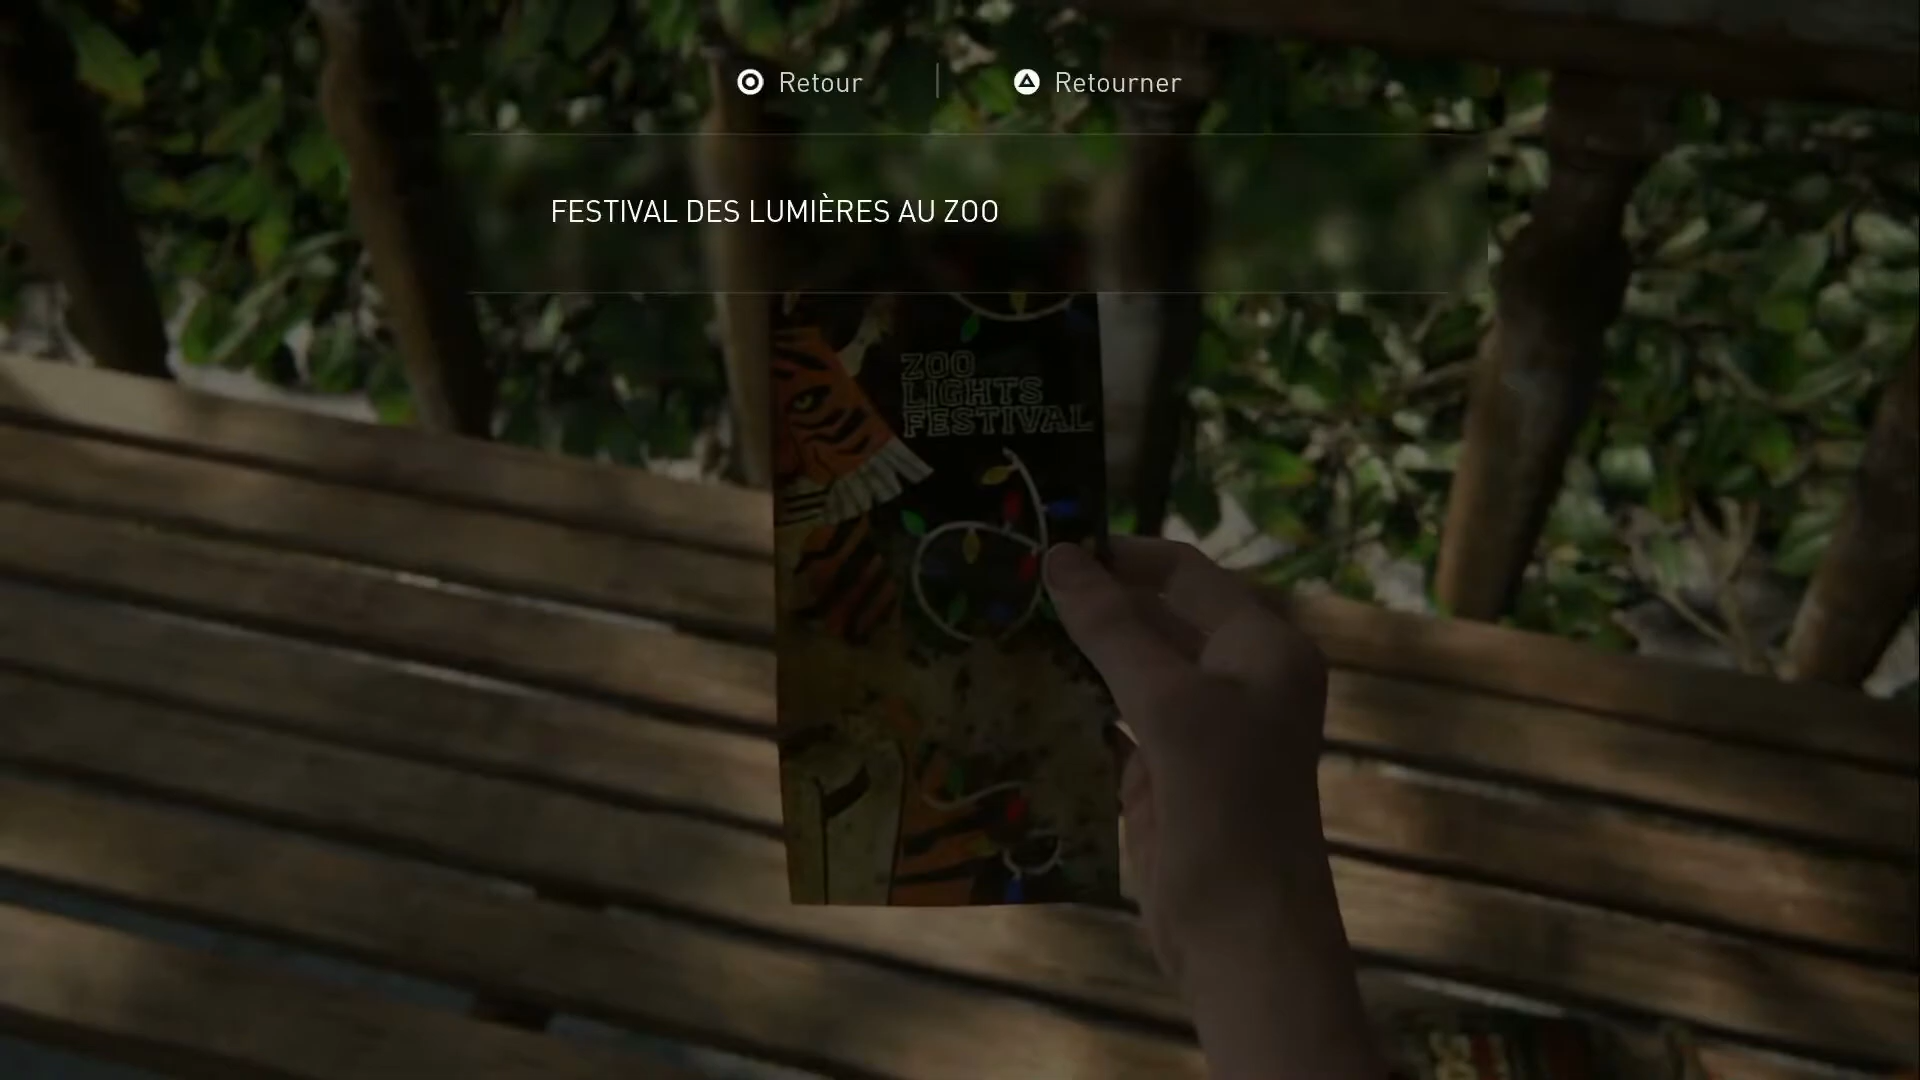 Retour
Retourner
FESTIVAL DES LUMIÈRES AU ZOO
ZOO
LIGHTS
FESTIVAL